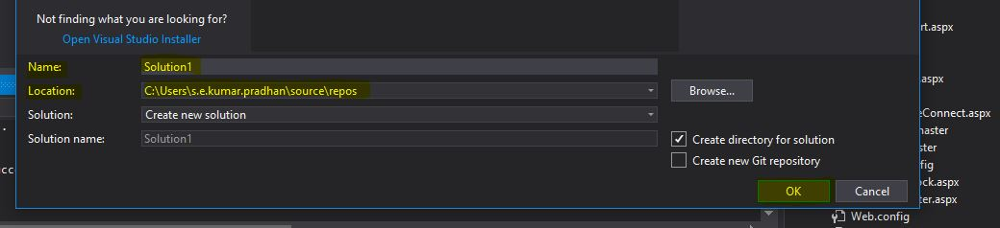 Not finding what you are looking for?
Open Visual Studio Installer
Name: Solution1
Location: C:\Users\s.e.kumar.pradhan\source\repos Browse...
Solution: Create new solution
Solution name: Solution1
Create directory for solution
Create new Git repository
OK Cancel
rt.aspx
.aspx
eConnect.aspx
naster
ster
fig
ock.aspx
ter.aspx
Web.config
ucc